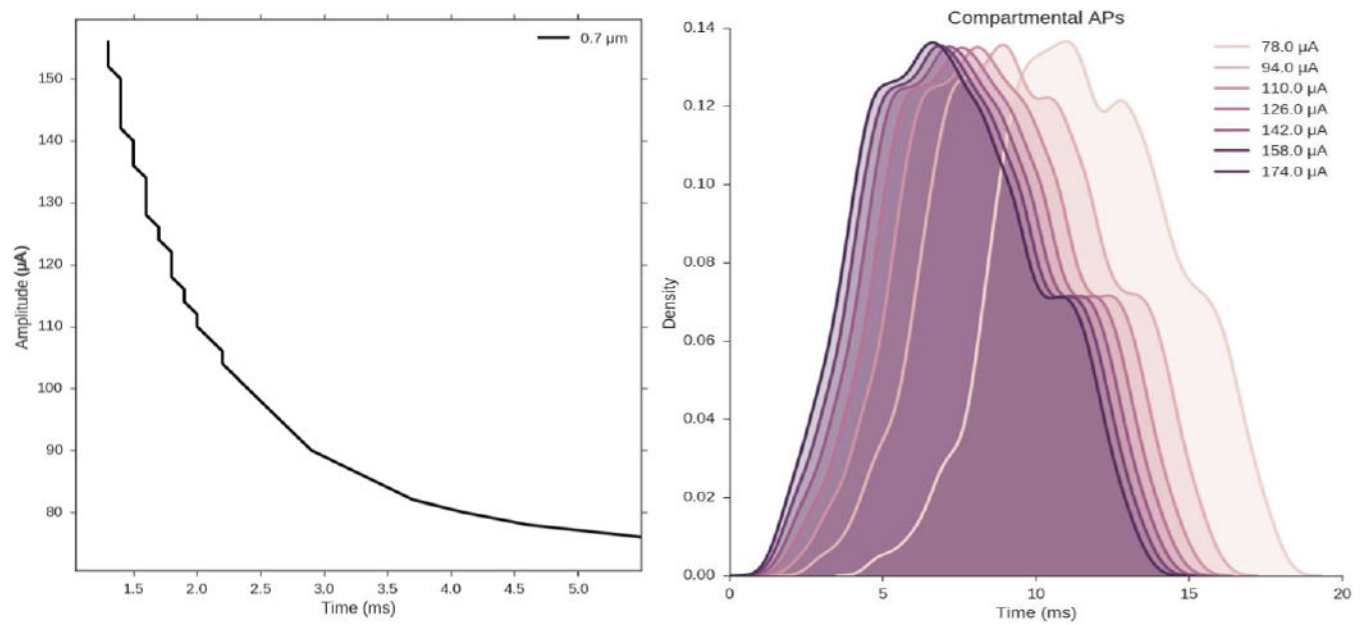 0.7 µm
150
140
130
120
110
100
90
80
Amplitude (µA)
1.5
2.0
2.5
3.0
3.5
4.0
4.5
5.0
Time (ms)
Compartmental APs
78.0 µA
94.0 µA
110.0 µA
126.0 µA
142.0 µA
158.0 µA
174.0 µA
0.14
0.12
0.10
0.08
0.06
0.04
0.02
0.00
Density
0
5
10
15
20
Time (ms)